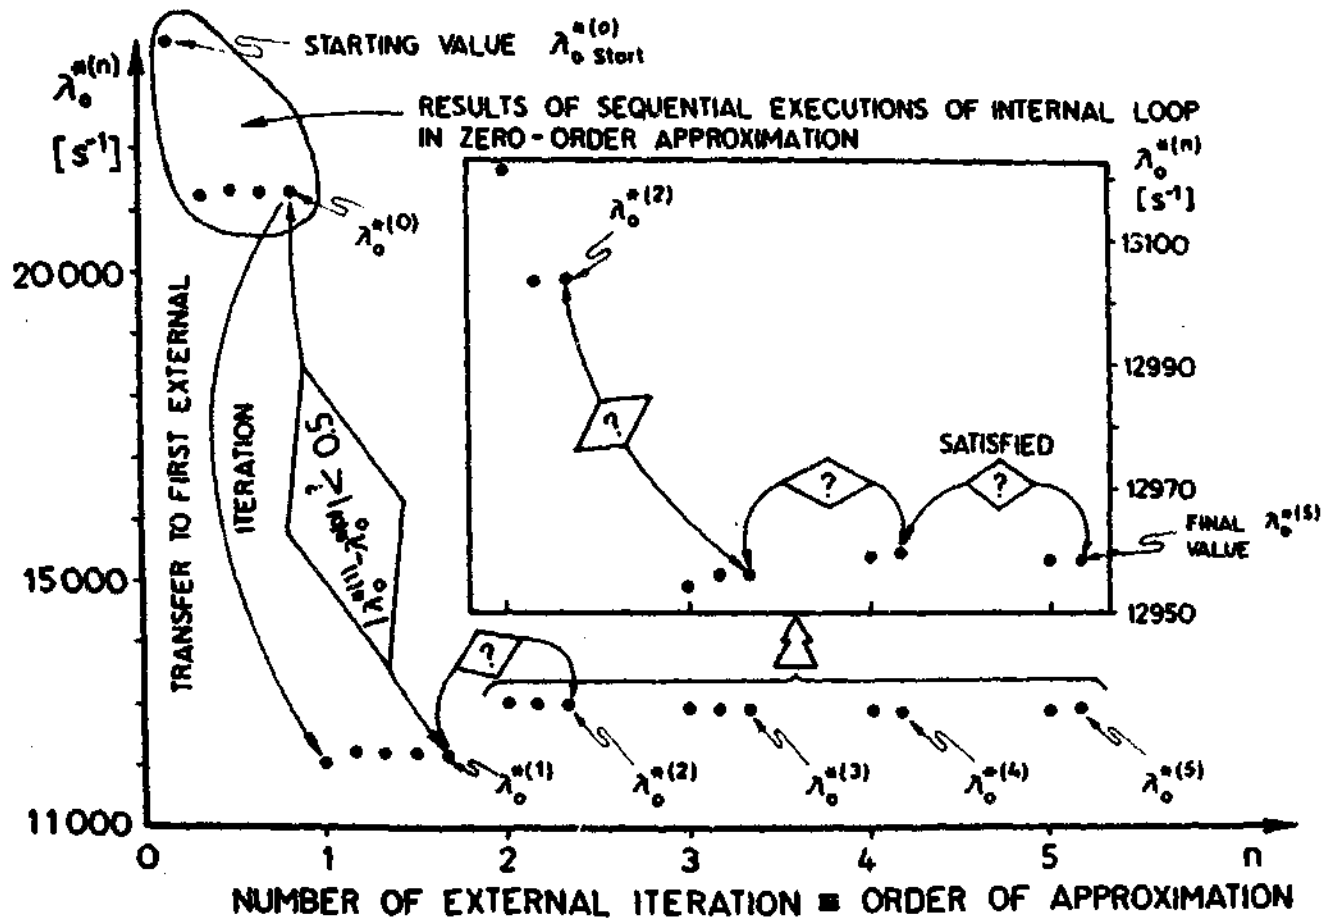 STARTING VALUE λ₀ Start*(0)
λ₀*(n)
[s⁻¹]
RESULTS OF SEQUENTIAL EXECUTIONS OF INTERNAL LOOP
IN ZERO-ORDER APPROXIMATION
λ₀*(n)
[s⁻¹]
λ₀*(0)
λ₀*(2)
13100
20000
12990
TRANSFER TO FIRST EXTERNAL
ITERATION
|λ₀*(1)-λ₀*(0)| ≤? 0.5
?
SATISFIED
?
?
12970
FINAL λ₀*(5)
VALUE
15000
12950
?
λ₀*(1)
λ₀*(2)
λ₀*(3)
λ₀*(4)
λ₀*(5)
11000
0 1 2 3 4 5 n
NUMBER OF EXTERNAL ITERATION ≡ ORDER OF APPROXIMATION